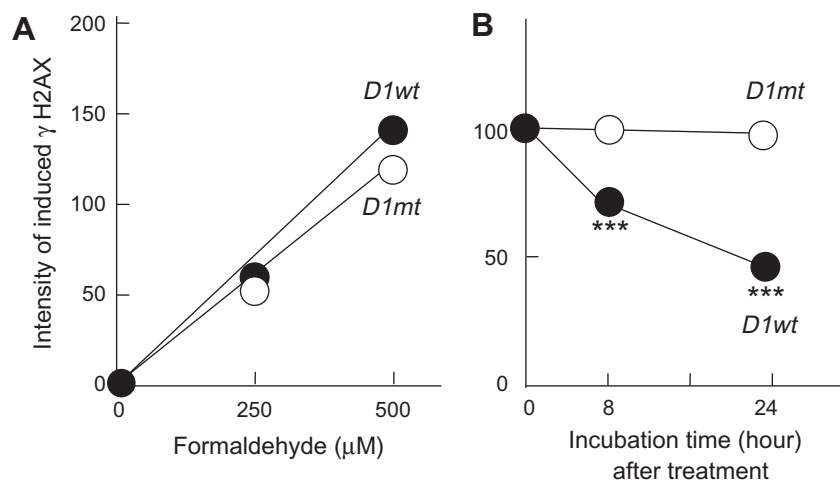 A
Intensity of induced γ H2AX
200
150
100
50
0
D1wt
D1mt
0 250 500
Formaldehyde (μM)
B
100
50
0
D1mt
***
***
D1wt
0 8 24
Incubation time (hour)
after treatment